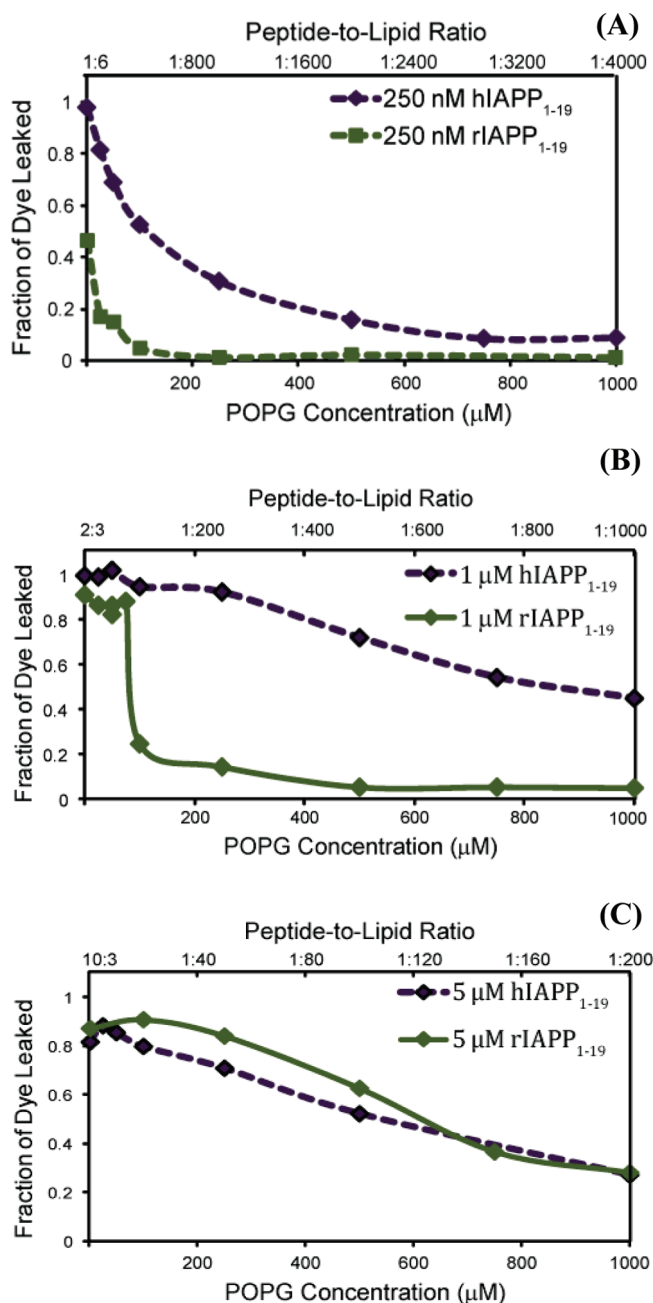 (A)
Peptide-to-Lipid Ratio
1:6 1:800 1:1600 1:2400 1:3200 1:4000
250 nM hIAPP1-19
250 nM rIAPP1-19
Fraction of Dye Leaked
1
0.8
0.6
0.4
0.2
0
200 400 600 800 1000
POPG Concentration (μM)
(B)
Peptide-to-Lipid Ratio
2:3 1:200 1:400 1:600 1:800 1:1000
1 μM hIAPP1-19
1 μM rIAPP1-19
Fraction of Dye Leaked
1
0.8
0.6
0.4
0.2
0
200 400 600 800 1000
POPG Concentration (μM)
(C)
Peptide-to-Lipid Ratio
10:3 1:40 1:80 1:120 1:160 1:200
5 μM hIAPP1-19
5 μM rIAPP1-19
Fraction of Dye Leaked
1
0.8
0.6
0.4
0.2
0
200 400 600 800 1000
POPG Concentration (μM)